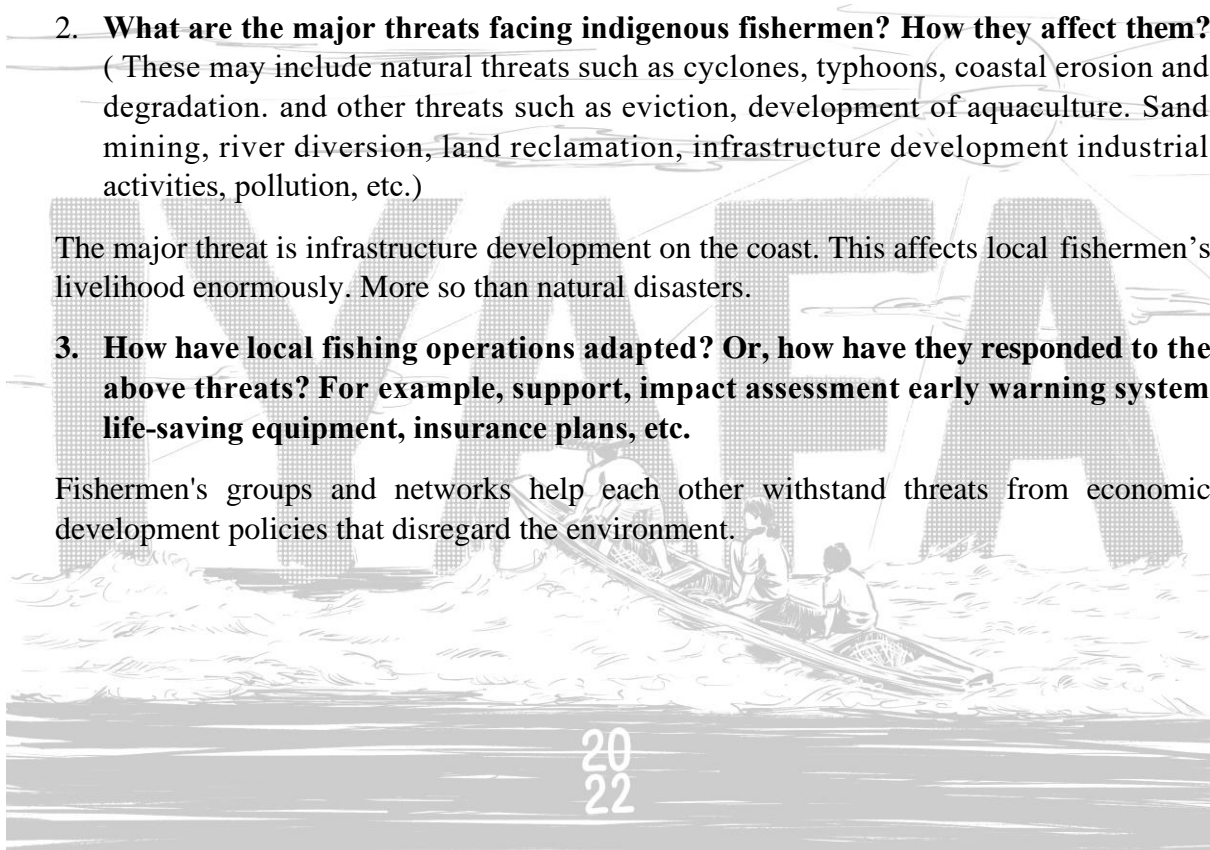 2. What are the major threats facing indigenous fishermen? How they affect them?
( These may include natural threats such as cyclones, typhoons, coastal erosion and
degradation. and other threats such as eviction, development of aquaculture. Sand
mining, river diversion, land reclamation, infrastructure development industrial
activities, pollution, etc.)
The major threat is infrastructure development on the coast. This affects local fishermen's
livelihood enormously. More so than natural disasters.
3. How have local fishing operations adapted? Or, how have they responded to the
above threats? For example, support, impact assessment early warning system
life-saving equipment, insurance plans, etc.
Fishermen's groups and networks help each other withstand threats from economic
development policies that disregard the environment.
IYAFA
20
22